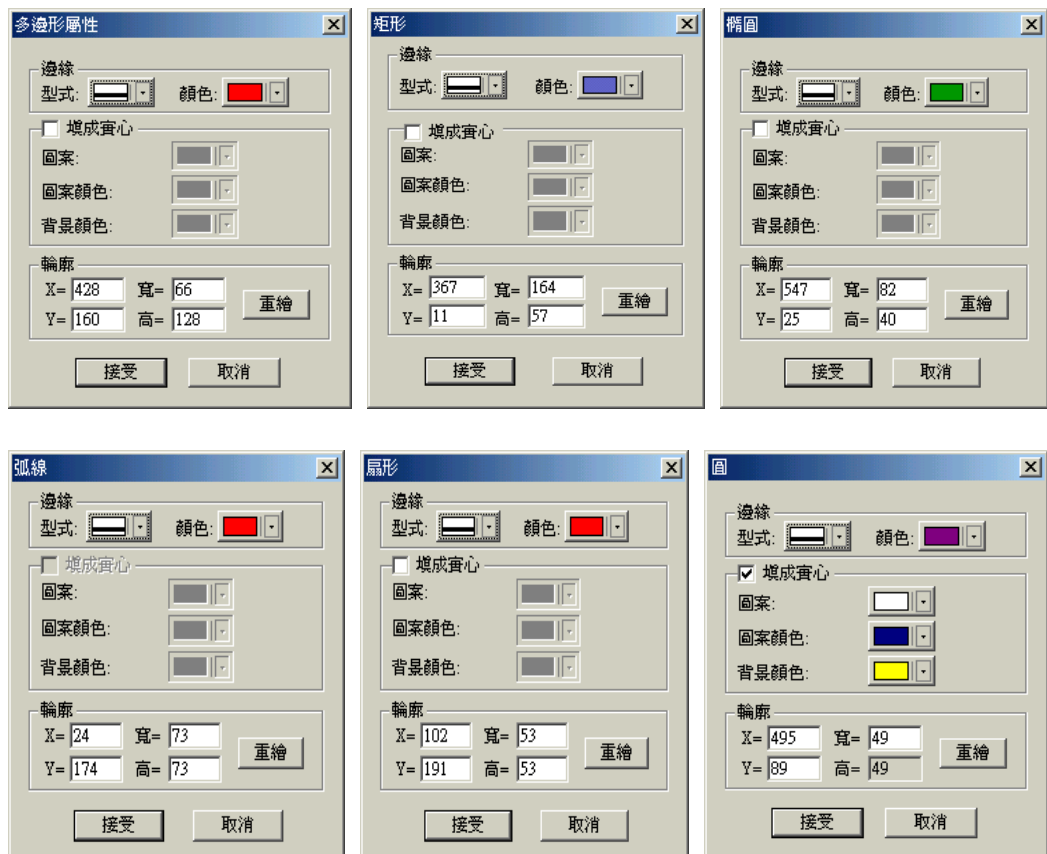 多邊形屬性
邊緣
型式: 顏色:
填成實心
圖案:
圖案顏色:
背景顏色:
輪廓
X= 428 寬= 66
Y= 160 高= 128
重繪
接受 取消
矩形
邊緣
型式: 顏色:
填成實心
圖案:
圖案顏色:
背景顏色:
輪廓
X= 367 寬= 164
Y= 11 高= 57
重繪
接受 取消
橢圓
邊緣
型式: 顏色:
填成實心
圖案:
圖案顏色:
背景顏色:
輪廓
X= 547 寬= 82
Y= 25 高= 40
重繪
接受 取消
弧線
邊緣
型式: 顏色:
填成實心
圖案:
圖案顏色:
背景顏色:
輪廓
X= 24 寬= 73
Y= 174 高= 73
重繪
接受 取消
扇形
邊緣
型式: 顏色:
填成實心
圖案:
圖案顏色:
背景顏色:
輪廓
X= 102 寬= 53
Y= 191 高= 53
重繪
接受 取消
圓
邊緣
型式: 顏色:
填成實心
圖案:
圖案顏色:
背景顏色:
輪廓
X= 495 寬= 49
Y= 89 高= 49
重繪
接受 取消